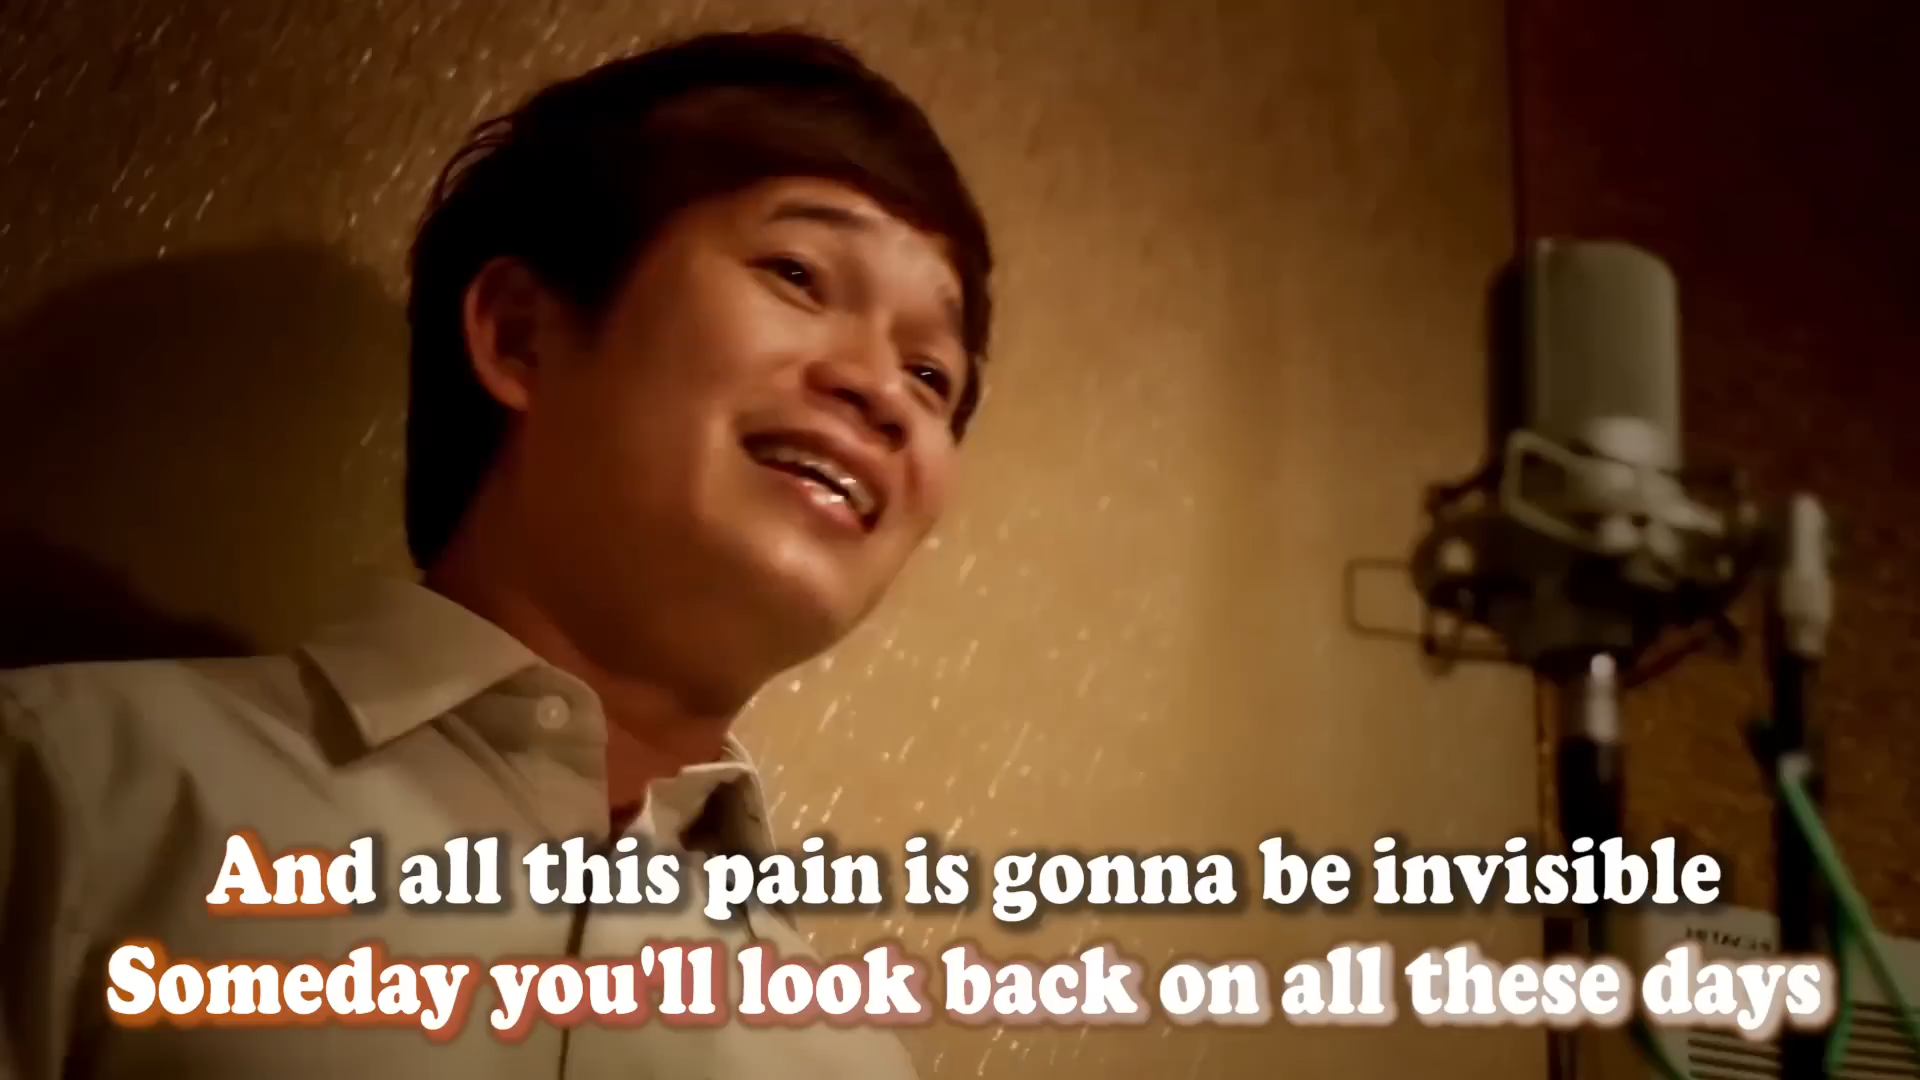 And all this pain is gonna be invisible
Someday you'll look back on all these days